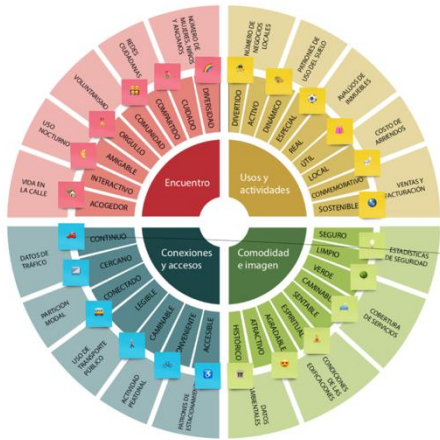 NÚMERO DE
MUJERES, NIÑOS
Y ANCIANOS
REDES
CIUDADANAS
VOLUNTARISMO
USO
NOCTURNO
VIDA EN
LA CALLE
DIVERSIDAD
CUIDADO
COMPARTIDO
COMUNIDAD
ORGULLO
AMIGABLE
INTERACTIVO
ACOGEDOR
Encuentro
NÚMERO DE
NEGOCIOS
LOCALES
PATRONES DE
USO DEL SUELO
AVALÚOS DE
INMUEBLES
COSTO DE
ARRIENDOS
VENTAS Y
FACTURACIÓN
DIVERTIDO
ACTIVO
DINÁMICO
ESPECIAL
REAL
ÚTIL
LOCAL
CONMEMORATIVO
SOSTENIBLE
Usos y
actividades
DATOS DE
TRÁFICO
PARTICIÓN
MODAL
USO DE
TRANSPORTE
PÚBLICO
ACTIVIDAD
PEATONAL
PATRONES DE
ESTACIONAMIENTO
CONTINUO
CERCANO
CONECTADO
LEGIBLE
CAMINABLE
CONVENIENTE
ACCESIBLE
Conexiones
y accesos
Comodidad
e imagen
SEGURO
LIMPIO
VERDE
CAMINABLE
SENTABLE
ESPIRITUAL
AGRADABLE
ATRACTIVO
HISTÓRICO
ESTADÍSTICAS
DE SEGURIDAD
COBERTURA
DE SERVICIOS
CONDICIONES
DE LAS
EDIFICACIONES
DATOS
AMBIENTALES